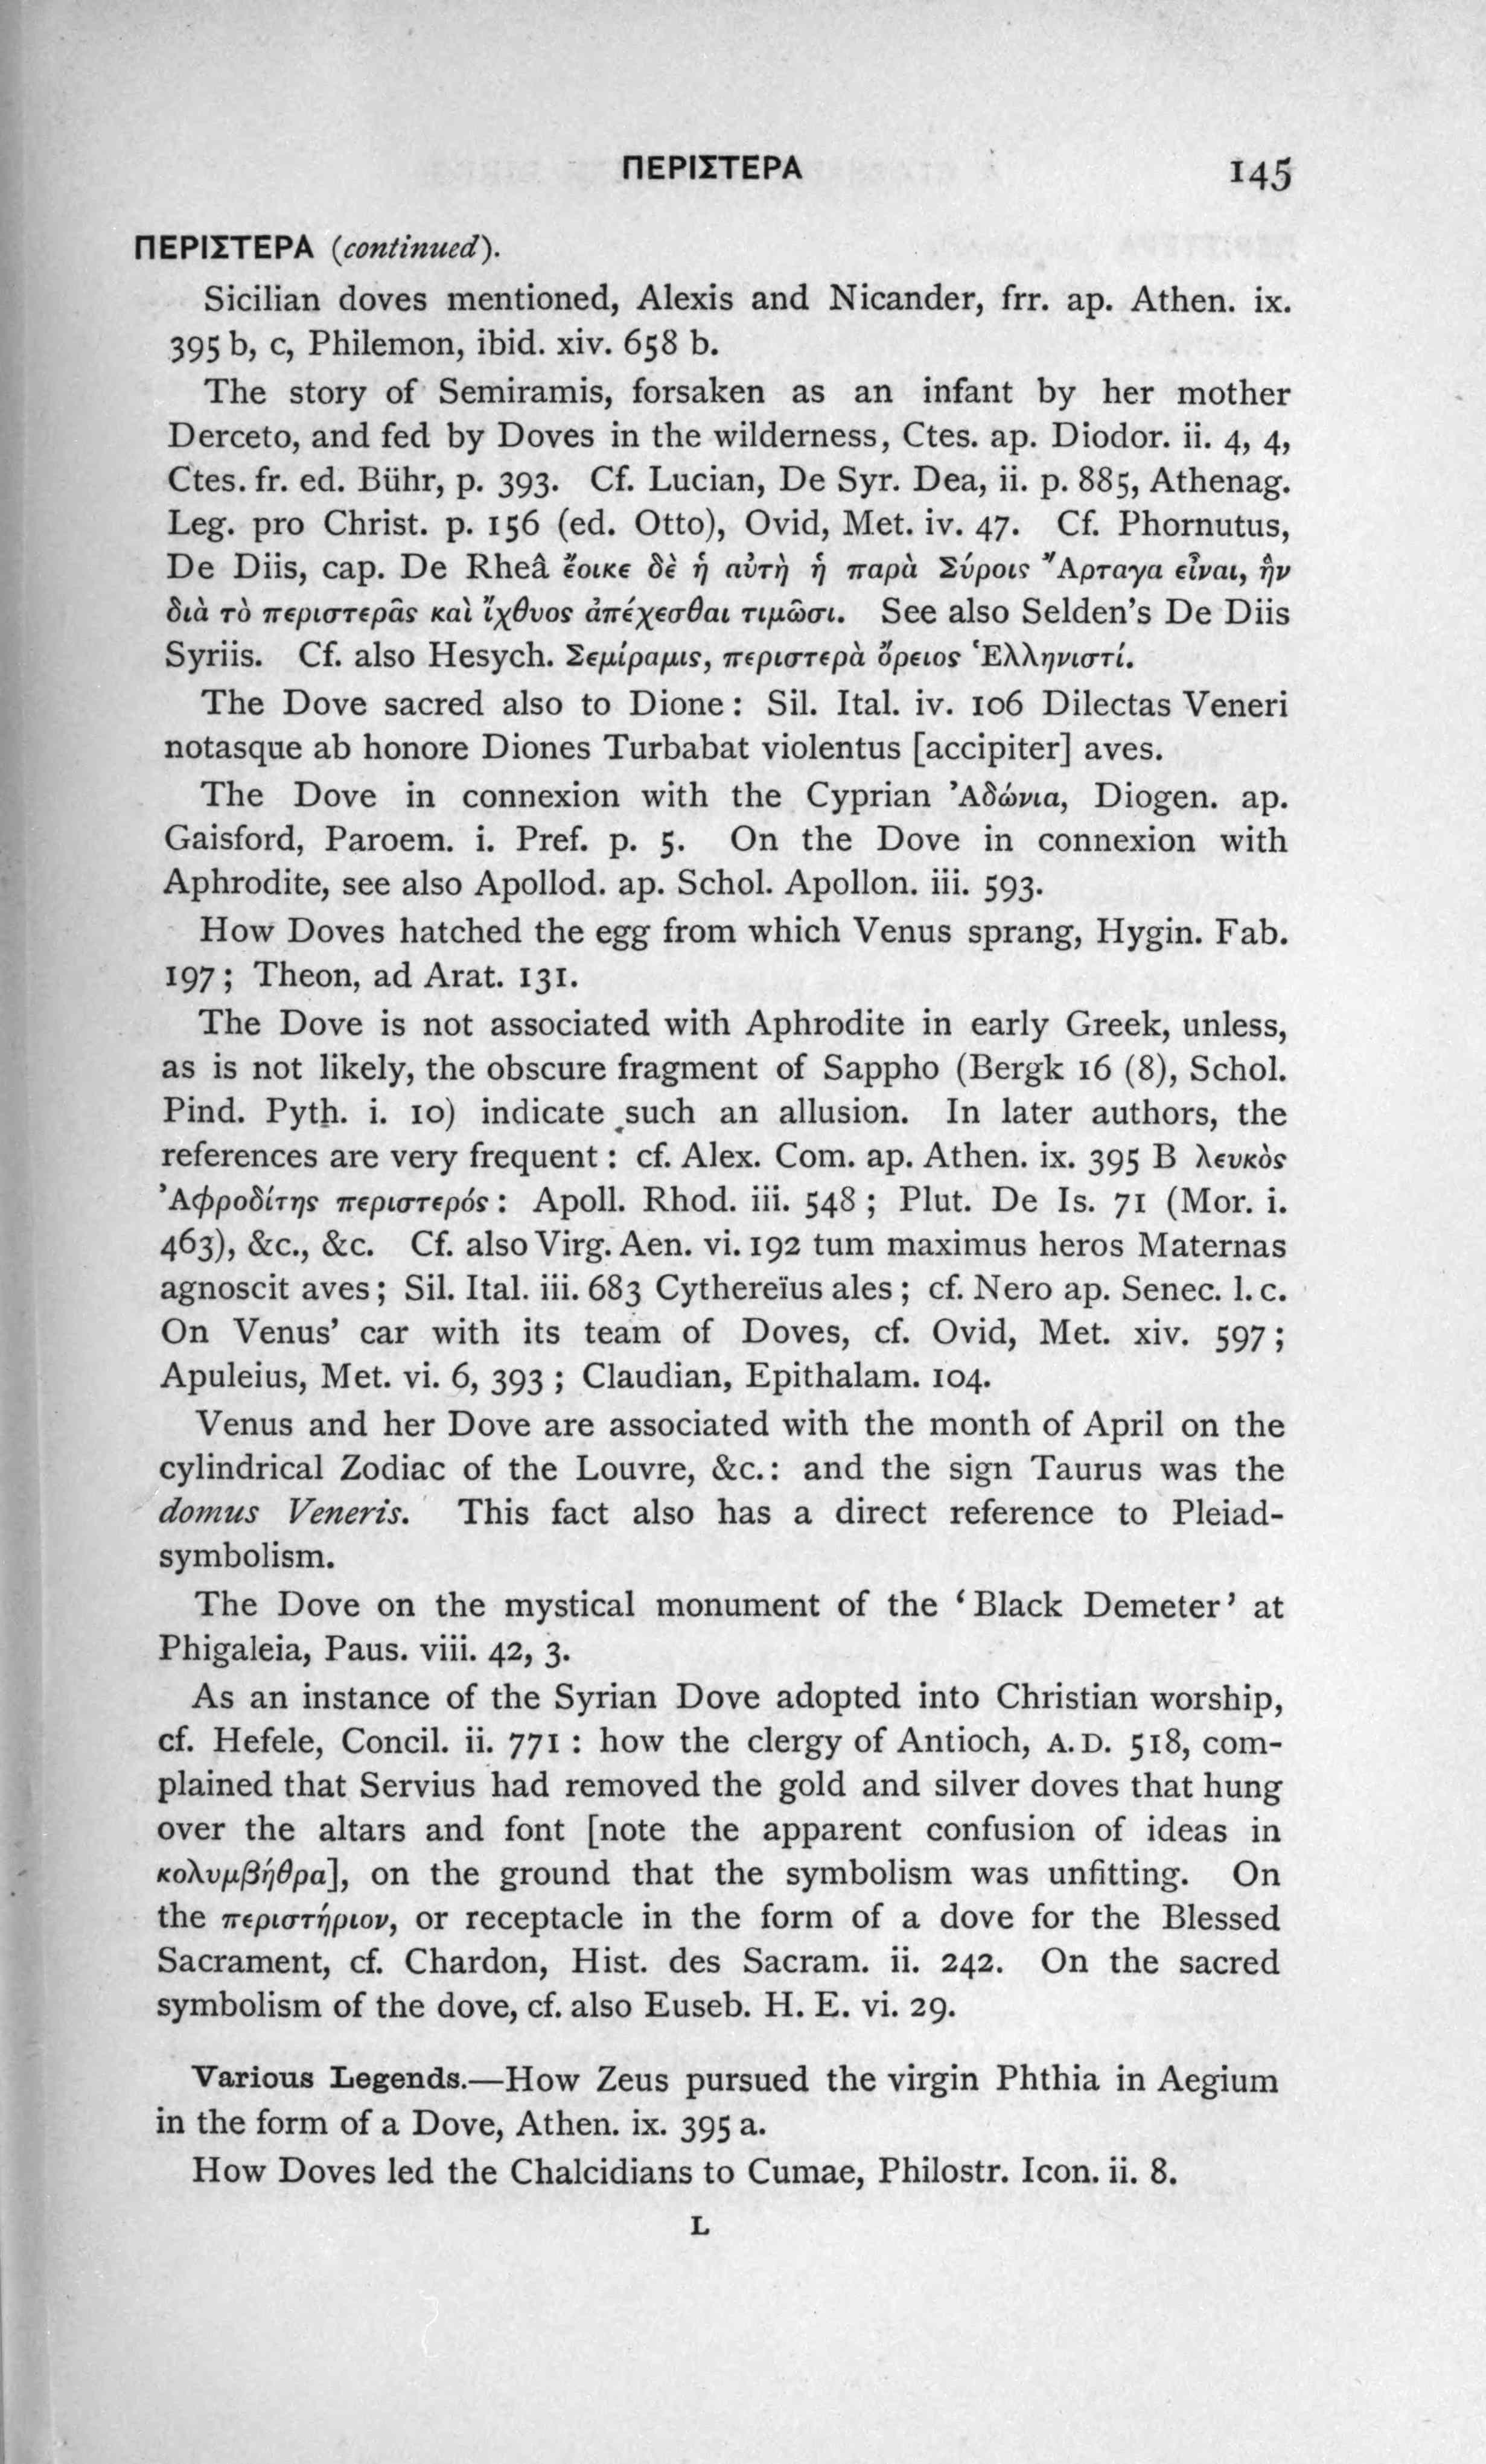 ΠΕΡΙΣΤΕΡΑ 145
ΠΕΡΙΣΤΕΡΑ (continued).
Sicilian doves mentioned, Alexis and Nicander, frr. ap. Athen. ix.
395 b, c, Philemon, ibid. xiv. 658 b.
The story of Semiramis, forsaken as an infant by her mother
Derceto, and fed by Doves in the wilderness, Ctes. ap. Diodor. ii. 4, 4,
Ctes. fr. ed. Bühr, p. 393. Cf. Lucian, De Syr. Dea, ii. p. 885, Athenag.
Leg. pro Christ. p. 156 (ed. Otto), Ovid, Met. iv. 47. Cf. Phornutus,
De Diis, cap. De Rheâ ἔοικε δὲ ἡ αὐτὴ ἡ παρὰ Σύροις Ἄρταγα εἶναι, ἣν
διὰ τὸ περιστερᾶς καὶ ἴχθυος ἀπέχεσθαι τιμῶσι. See also Selden's De Diis
Syriis. Cf. also Hesych. Σεμίραμις, περιστερὰ ὄρειος Ἑλληνιστί.
The Dove sacred also to Dione : Sil. Ital. iv. 106 Dilectas Veneri
notasque ab honore Diones Turbabat violentus [accipiter] aves.
The Dove in connexion with the Cyprian Ἀδώνια, Diogen. ap.
Gaisford, Paroem. i. Pref. p. 5. On the Dove in connexion with
Aphrodite, see also Apollod. ap. Schol. Apollon. iii. 593.
How Doves hatched the egg from which Venus sprang, Hygin. Fab.
197 ; Theon, ad Arat. 131.
The Dove is not associated with Aphrodite in early Greek, unless,
as is not likely, the obscure fragment of Sappho (Bergk 16 (8), Schol.
Pind. Pyth. i. 10) indicate such an allusion. In later authors, the
references are very frequent : cf. Alex. Com. ap. Athen. ix. 395 B λευκὸς
Ἀφροδίτης περιστερός : Apoll. Rhod. iii. 548 ; Plut. De Is. 71 (Mor. i.
463), &c., &c. Cf. also Virg. Aen. vi. 192 tum maximus heros Maternas
agnoscit aves ; Sil. Ital. iii. 683 Cythereïus ales ; cf. Nero ap. Senec. l. c.
On Venus' car with its team of Doves, cf. Ovid, Met. xiv. 597 ;
Apuleius, Met. vi. 6, 393 ; Claudian, Epithalam. 104.
Venus and her Dove are associated with the month of April on the
cylindrical Zodiac of the Louvre, &c. : and the sign Taurus was the
domus Veneris. This fact also has a direct reference to Pleiad-
symbolism.
The Dove on the mystical monument of the 'Black Demeter' at
Phigaleia, Paus. viii. 42, 3.
As an instance of the Syrian Dove adopted into Christian worship,
cf. Hefele, Concil. ii. 771 : how the clergy of Antioch, A.D. 518, com-
plained that Servius had removed the gold and silver doves that hung
over the altars and font [note the apparent confusion of ideas in
κολυμβήθρα], on the ground that the symbolism was unfitting. On
the περιστήριον, or receptacle in the form of a dove for the Blessed
Sacrament, cf. Chardon, Hist. des Sacram. ii. 242. On the sacred
symbolism of the dove, cf. also Euseb. H. E. vi. 29.
Various Legends.—How Zeus pursued the virgin Phthia in Aegium
in the form of a Dove, Athen. ix. 395 a.
How Doves led the Chalcidians to Cumae, Philostr. Icon. ii. 8.
L